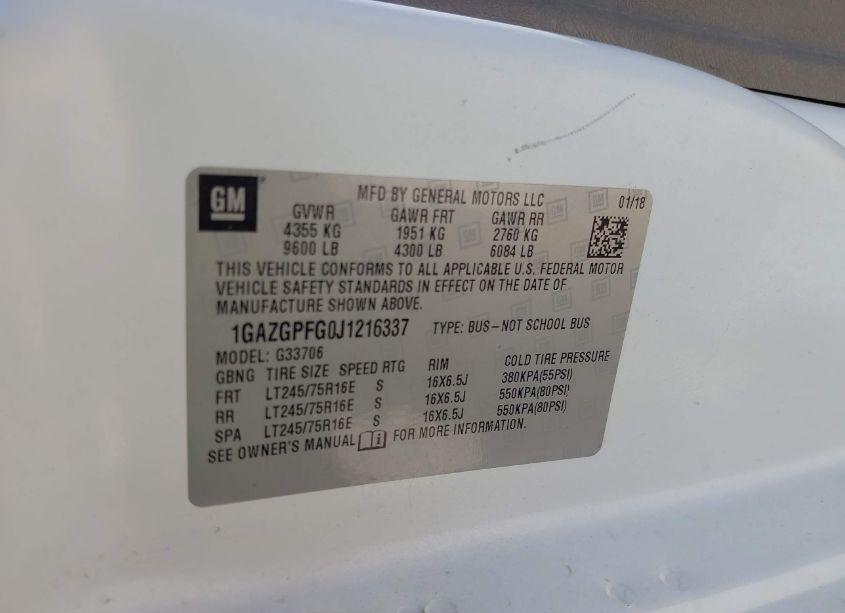 GM
MFD BY GENERAL MOTORS LLC 01/18
GVWR GAWR FRT GAWR RR
4355 KG 1951 KG 2760 KG
9600 LB 4300 LB 6084 LB
THIS VEHICLE CONFORMS TO ALL APPLICABLE U.S. FEDERAL MOTOR
VEHICLE SAFETY STANDARDS IN EFFECT ON THE DATE OF
MANUFACTURE SHOWN ABOVE.
1GAZGPFG0J1216337 TYPE: BUS–NOT SCHOOL BUS
MODEL: G33706
GBNG TIRE SIZE SPEED RTG RIM COLD TIRE PRESSURE
FRT LT245/75R16E S 16X6.5J 380KPA(55PSI)
RR LT245/75R16E S 16X6.5J 550KPA(80PSI)
SPA LT245/75R16E S 16X6.5J 550KPA(80PSI)
SEE OWNER'S MANUAL FOR MORE INFORMATION.